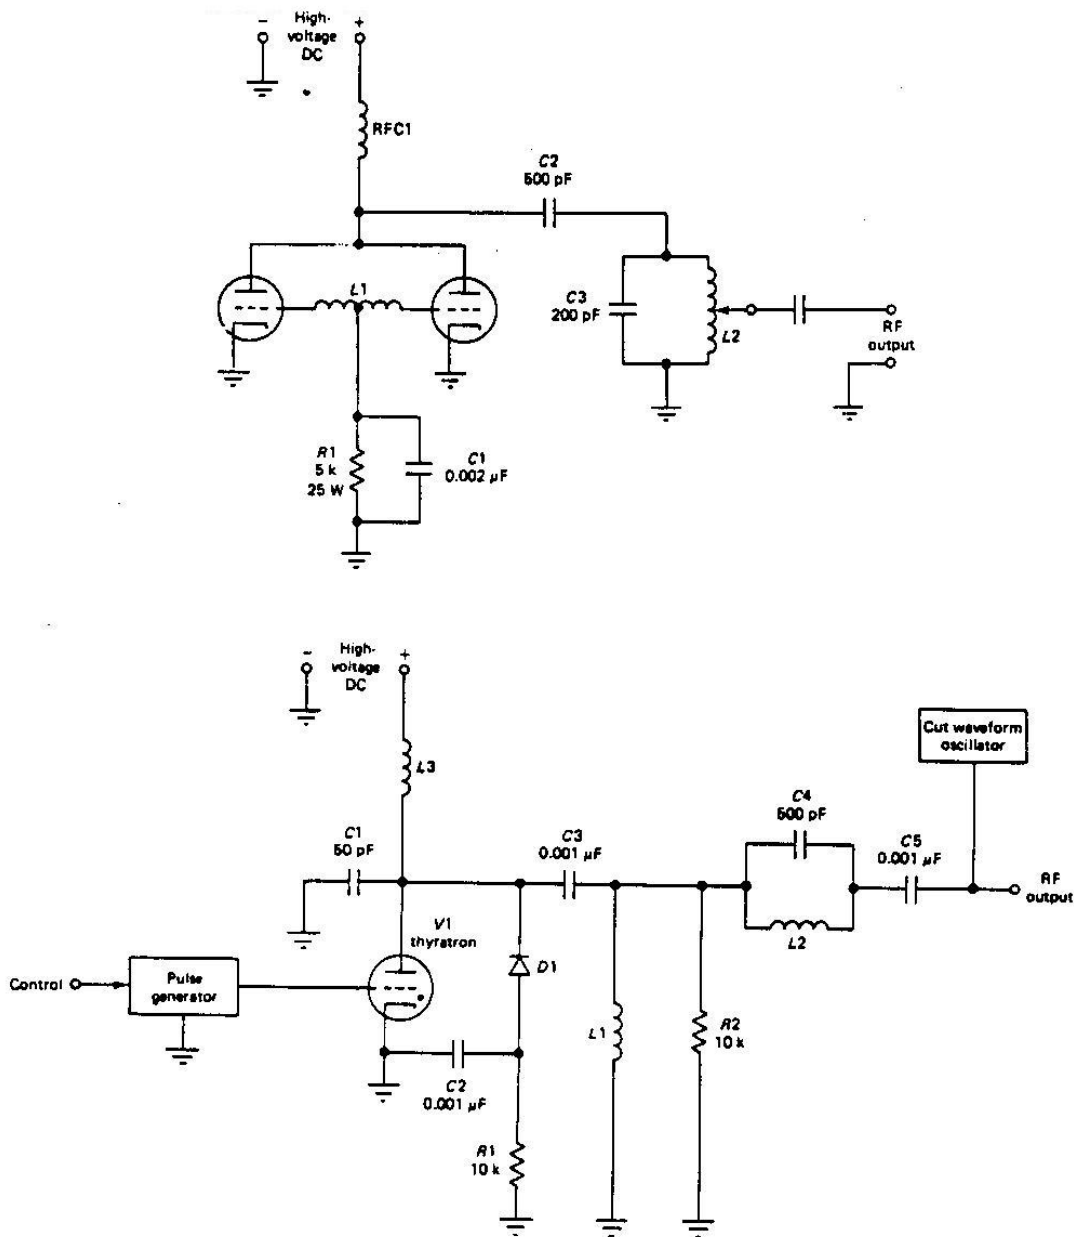 -
High-
voltage
DC
+
RFC1
C2
500 pF
L1
C3
200 pF
L2
RF
output
R1
5 k
25 W
C1
0.002 μF
-
High-
voltage
DC
+
L3
Cut waveform
oscillator
C1
50 pF
C3
0.001 μF
C4
500 pF
C5
0.001 μF
RF
output
V1
thyratron
L2
D1
Control
Pulse
generator
L1
R2
10 k
C2
0.001 μF
R1
10 k